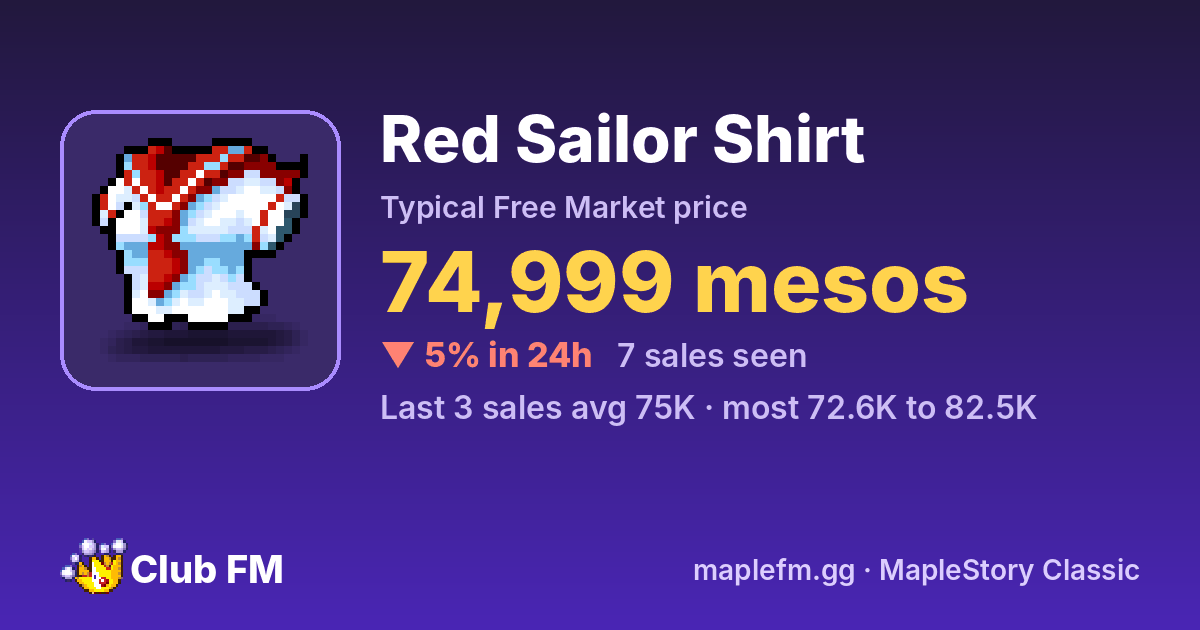 Red Sailor Shirt
Typical Free Market price
74,999 mesos
▼ 5% in 24h 7 sales seen
Last 3 sales avg 75K · most 72.6K to 82.5K
Club FM
maplefm.gg · MapleStory Classic